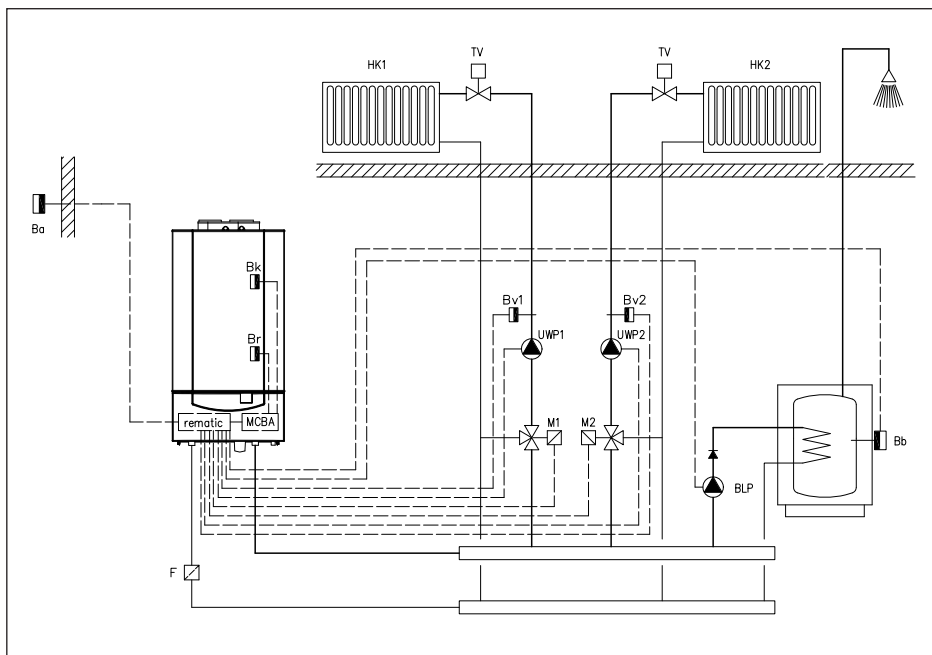 TV
TV
HK1
HK2
Ba
Bk
Bv1
Bv2
UWP1
UWP2
Br
rematic
MCBA
M1
M2
Bb
BLP
F